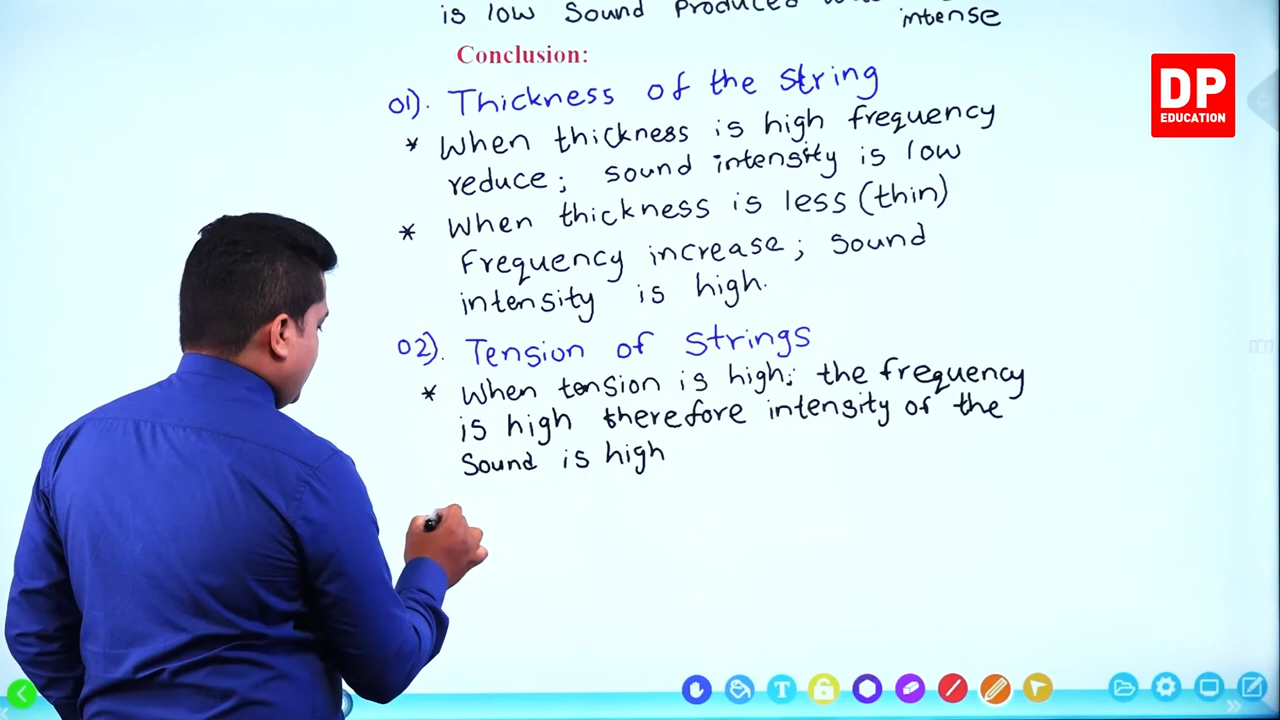 is low Sound Produced
intense
Conclusion:
01). Thickness of the string
* When thickness is high frequency
reduce; sound intensity is low
* When thickness is less (thin)
Frequency increase; Sound
intensity is high.
02). Tension of Strings
* When tension is high; the frequency
is high therefore intensity of the
Sound is high
DP
EDUCATION